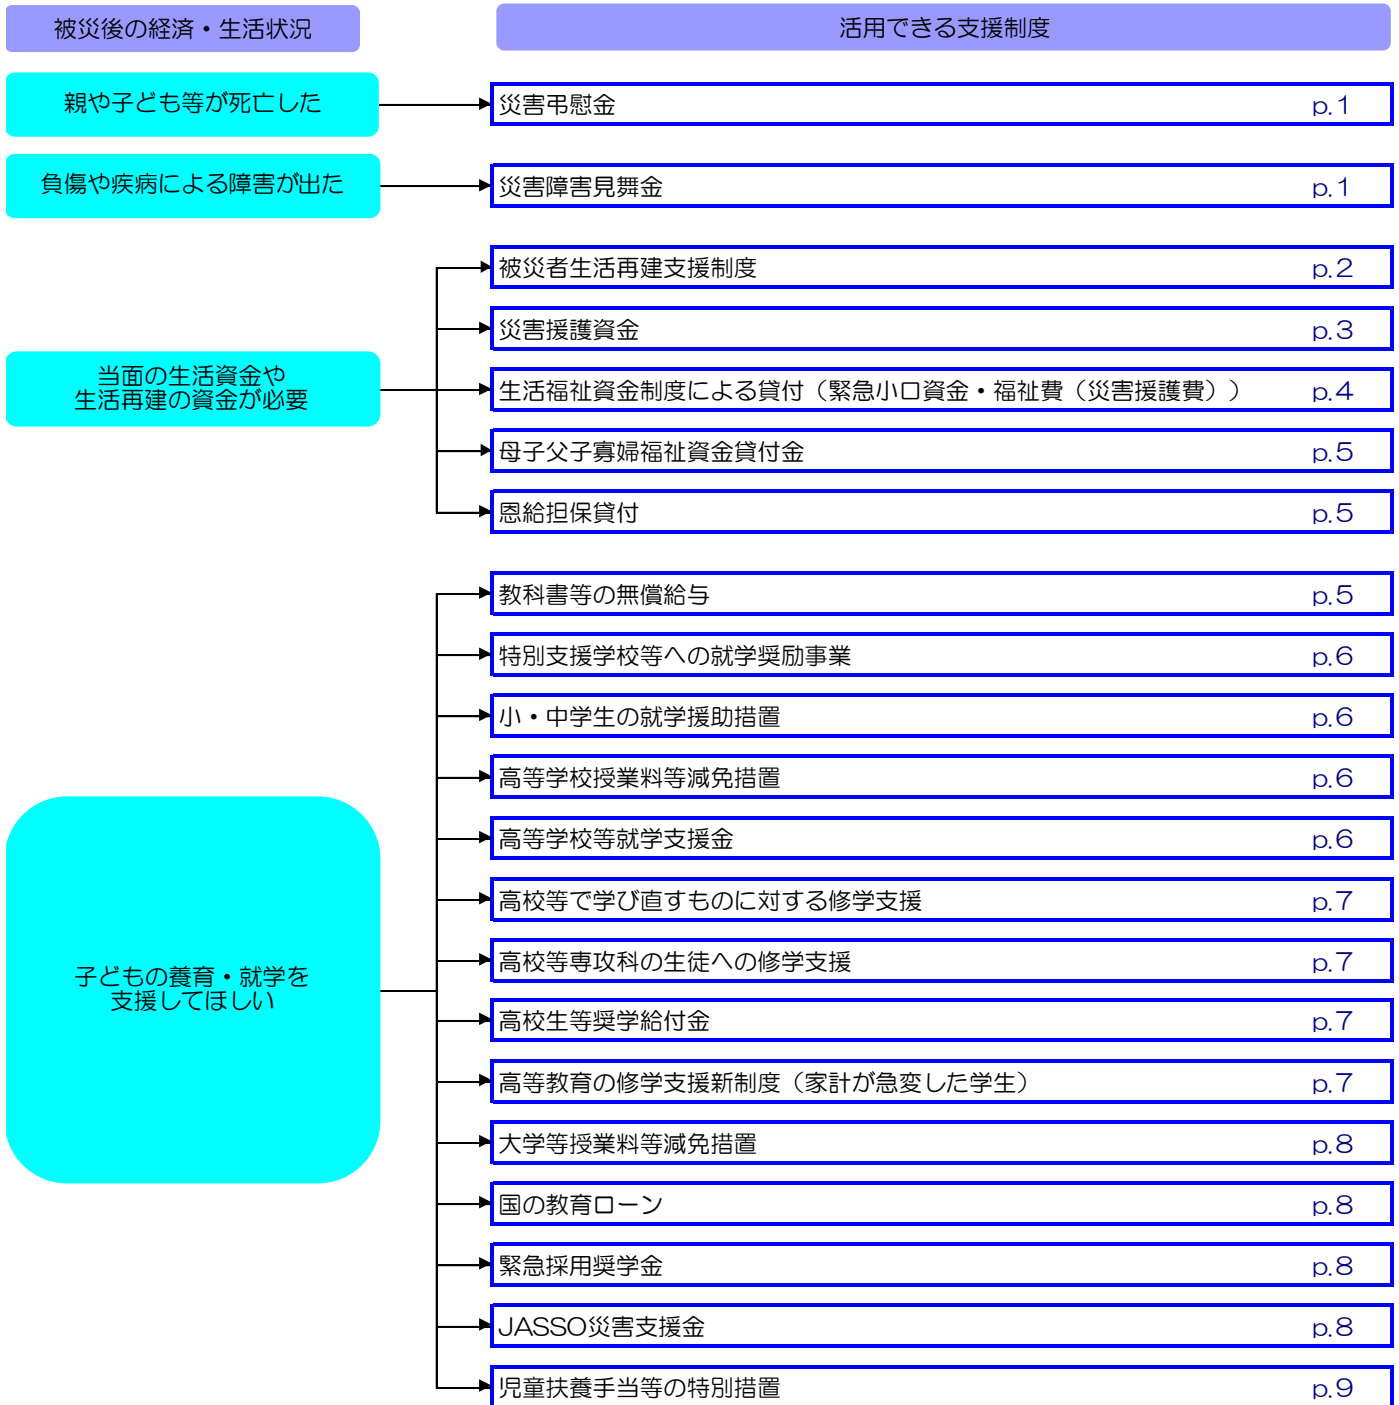 被災後の経済・生活状況
活用できる支援制度
親や子ども等が死亡した
災害弔慰金 p.1
負傷や疾病による障害が出た
災害障害見舞金 p.1
当面の生活資金や
生活再建の資金が必要
被災者生活再建支援制度 p.2
災害援護資金 p.3
生活福祉資金制度による貸付（緊急小口資金・福祉費（災害援護費）） p.4
母子父子寡婦福祉資金貸付金 p.5
恩給担保貸付 p.5
子どもの養育・就学を
支援してほしい
教科書等の無償給与 p.5
特別支援学校等への就学奨励事業 p.6
小・中学生の就学援助措置 p.6
高等学校授業料等減免措置 p.6
高等学校等就学支援金 p.6
高校等で学び直すものに対する修学支援 p.7
高校等専攻科の生徒への修学支援 p.7
高校生等奨学給付金 p.7
高等教育の修学支援新制度（家計が急変した学生） p.7
大学等授業料等減免措置 p.8
国の教育ローン p.8
緊急採用奨学金 p.8
JASSO災害支援金 p.8
児童扶養手当等の特別措置 p.9